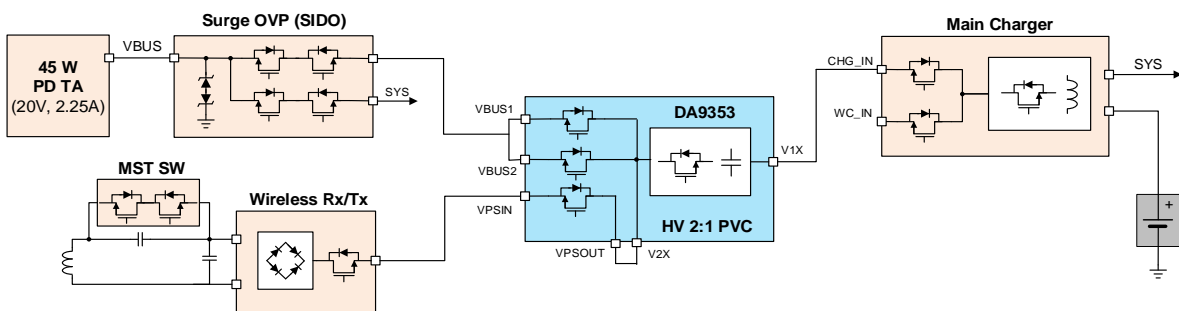 Surge OVP (SIDO)
Main Charger
VBUS
45 W
PD TA
(20V, 2.25A)
SYS
CHG_IN
SYS
WC_IN
VBUS1
DA9353
VBUS2
V1X
VPSIN
HV 2:1 PVC
VPSOUT
V2X
MST SW
Wireless Rx/Tx
+